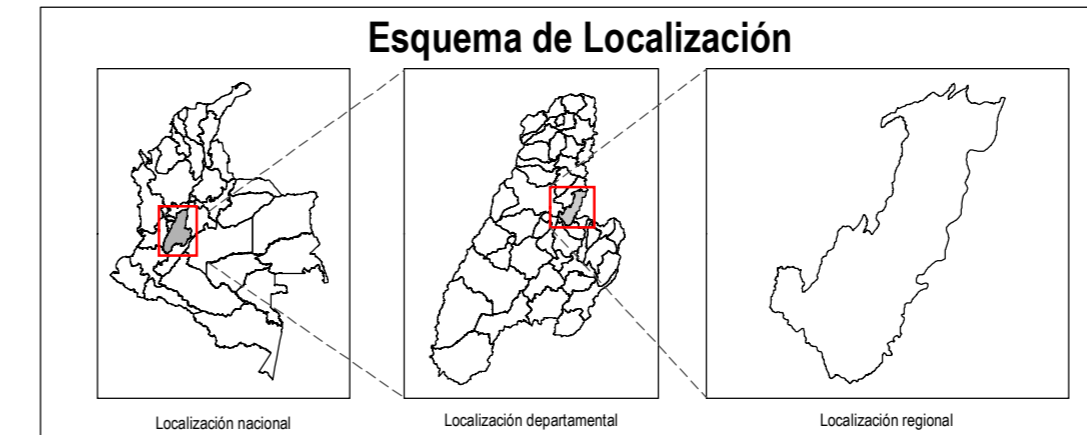 Esquema de Localización
Localización nacional
Localización departamental
Localización regional